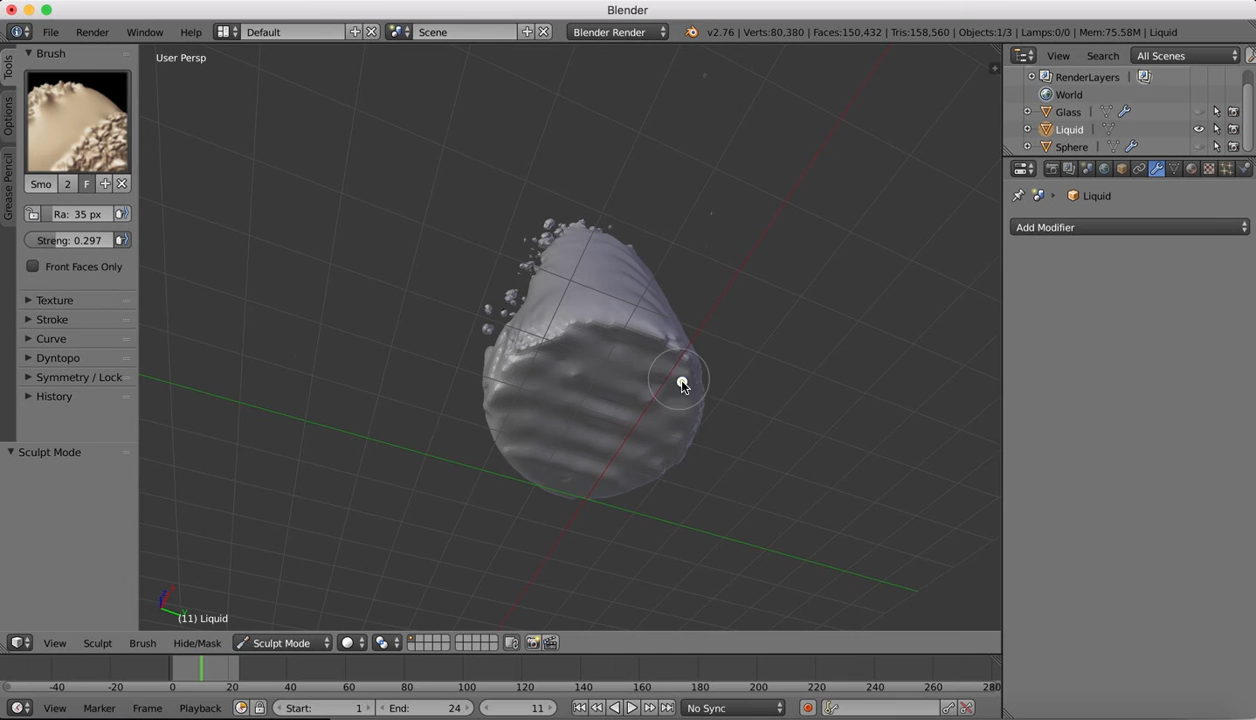 Blender
File Render Window Help Default Scene Blender Render v2.76 | Verts:80,380 | Faces:150,432 | Tris:158,560 | Objects:1/3 | Lamps:0/0 | Mem:75.58M | Liquid
Tools
Options
Grease Pencil
Brush
Smo 2 F
Ra: 35 px
Streng: 0.297
Front Faces Only
Texture
Stroke
Curve
Dyntopo
Symmetry / Lock
History
Sculpt Mode
User Persp
(11) Liquid
View Search All Scenes
RenderLayers
World
Glass
Liquid
Sphere
Liquid
Add Modifier
View Sculpt Brush Hide/Mask Sculpt Mode
-40 -20 0 20 40 60 80 100 120 140 160 180 200 220 240 260 280
View Marker Frame Playback Start: 1 End: 24 11 No Sync